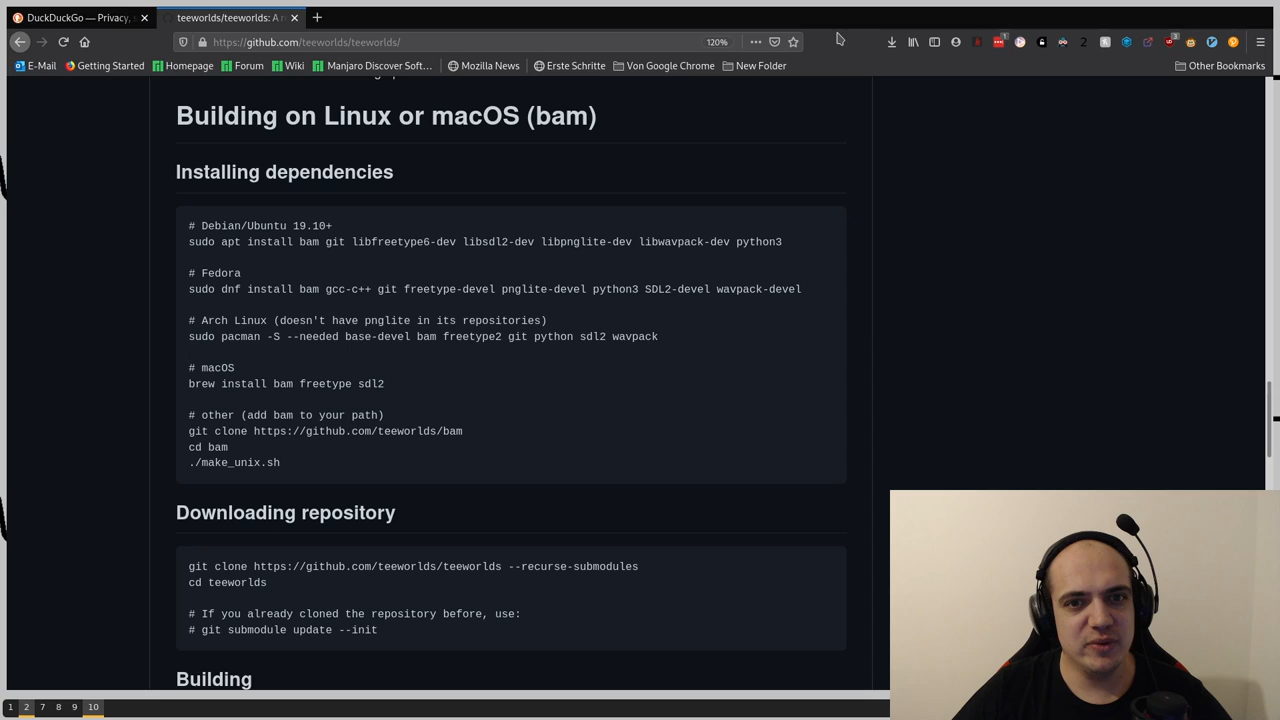 DuckDuckGo — Privacy, s
teeworlds/teeworlds: A r
https://github.com/teeworlds/teeworlds/
120%
1
2
3
E-Mail
Getting Started
Homepage
Forum
Wiki
Manjaro Discover Soft...
Mozilla News
Erste Schritte
Von Google Chrome
New Folder
Other Bookmarks
Building on Linux or macOS (bam)
Installing dependencies
# Debian/Ubuntu 19.10+
sudo apt install bam git libfreetype6-dev libsdl2-dev libpnglite-dev libwavpack-dev python3
# Fedora
sudo dnf install bam gcc-c++ git freetype-devel pnglite-devel python3 SDL2-devel wavpack-devel
# Arch Linux (doesn't have pnglite in its repositories)
sudo pacman -S --needed base-devel bam freetype2 git python sdl2 wavpack
# macOS
brew install bam freetype sdl2
# other (add bam to your path)
git clone https://github.com/teeworlds/bam
cd bam
./make_unix.sh
Downloading repository
git clone https://github.com/teeworlds/teeworlds --recurse-submodules
cd teeworlds
# If you already cloned the repository before, use:
# git submodule update --init
Building
1 2 7 8 9 10